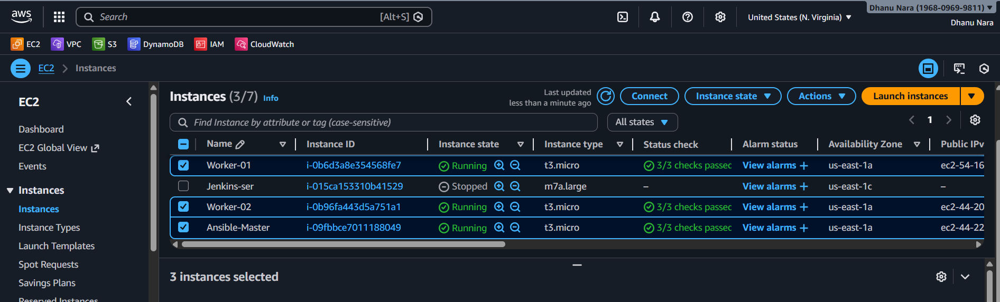 aws
Search [Alt+S]
United States (N. Virginia)
Dhanu Nara (1968-0969-9811)
Dhanu Nara
EC2 VPC S3 DynamoDB IAM CloudWatch
EC2 Instances
EC2
Dashboard
EC2 Global View
Events
Instances
Instances
Instance Types
Launch Templates
Spot Requests
Savings Plans
Reserved Instances
Instances (3/7) Info
Last updated
less than a minute ago
Connect Instance state Actions Launch instances
Find Instance by attribute or tag (case-sensitive) All states 1
Name Instance ID Instance state Instance type Status check Alarm status Availability Zone Public IPv
Worker-01 i-0b6d3a8e354568fe7 Running t3.micro 3/3 checks passec View alarms + us-east-1a ec2-54-16
Jenkins-ser i-015ca153310b41529 Stopped m7a.large – View alarms + us-east-1c –
Worker-02 i-0b96fa443d5a751a1 Running t3.micro 3/3 checks passec View alarms + us-east-1a ec2-44-20
Ansible-Master i-09fbbce7011188049 Running t3.micro 3/3 checks passec View alarms + us-east-1a ec2-44-22
3 instances selected